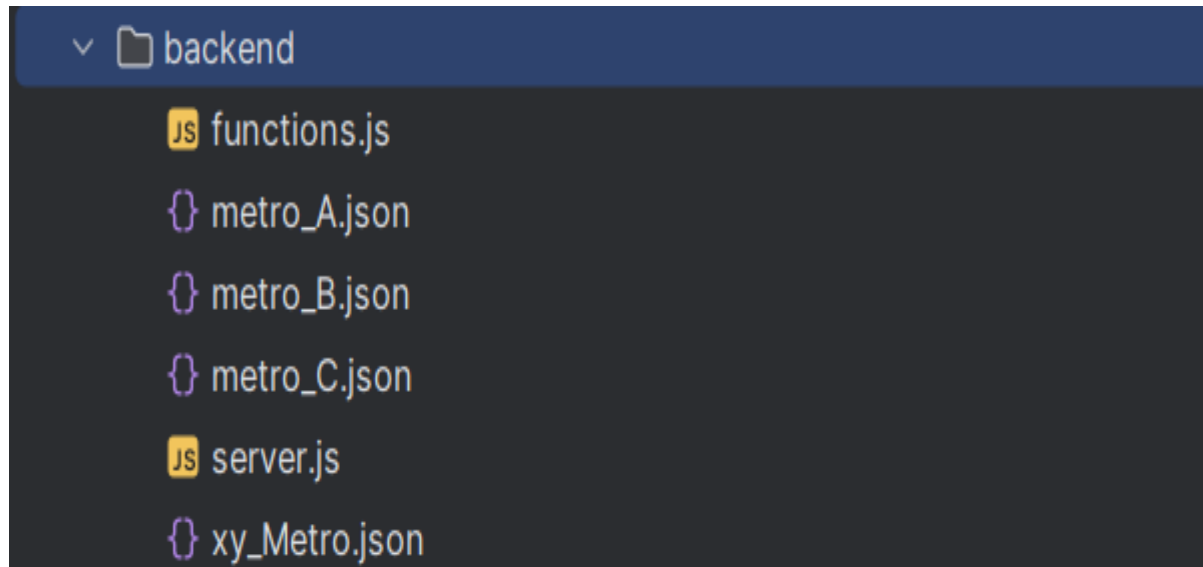 backend
JS functions.js
{} metro_A.json
{} metro_B.json
{} metro_C.json
JS server.js
{} xy_Metro.json